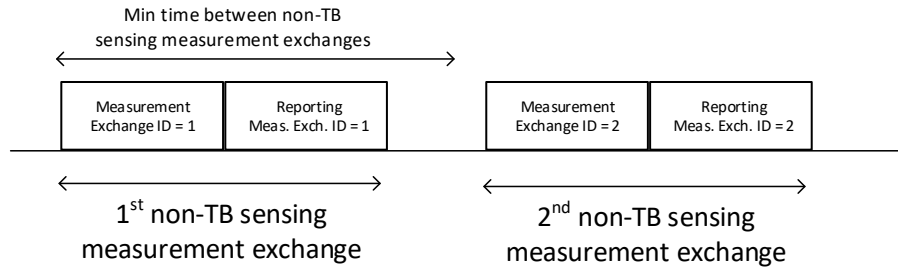 Min time between non-TB
sensing measurement exchanges
Measurement
Exchange ID = 1
Reporting
Meas. Exch. ID = 1
Measurement
Exchange ID = 2
Reporting
Meas. Exch. ID = 2
1st non-TB sensing
measurement exchange
2nd non-TB sensing
measurement exchange